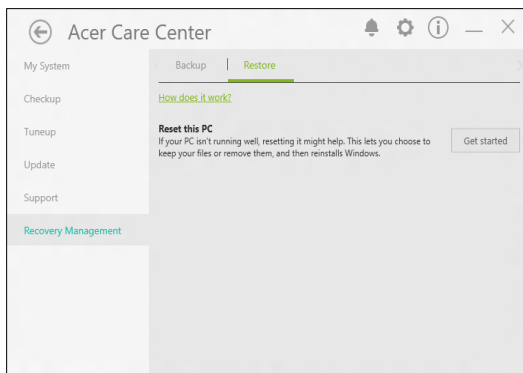 Acer Care Center
My System
Backup
Restore
Checkup
How does it work?
Tuneup
Reset this PC
If your PC isn't running well, resetting it might help. This lets you choose to
keep your files or remove them, and then reinstalls Windows.
Get started
Update
Support
Recovery Management